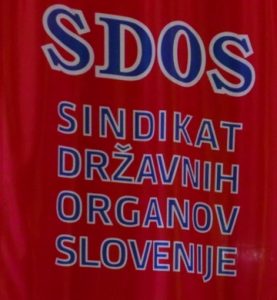 SDOS
SINDIKAT
DRŽAVNIH
ORGANOV
SLOVENIJE